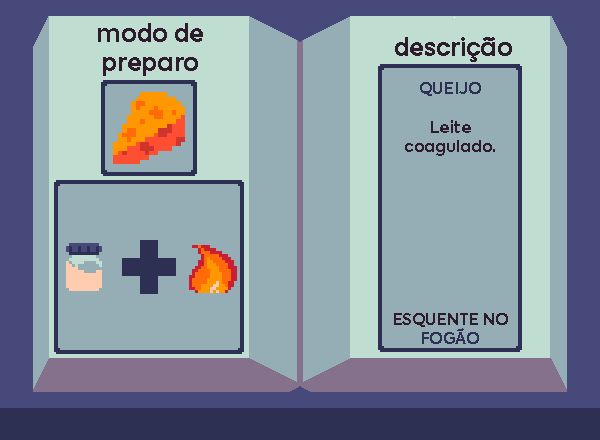 modo de
preparo
descrição
QUEIJO
Leite
coagulado.
ESQUENTE NO
FOGÃO